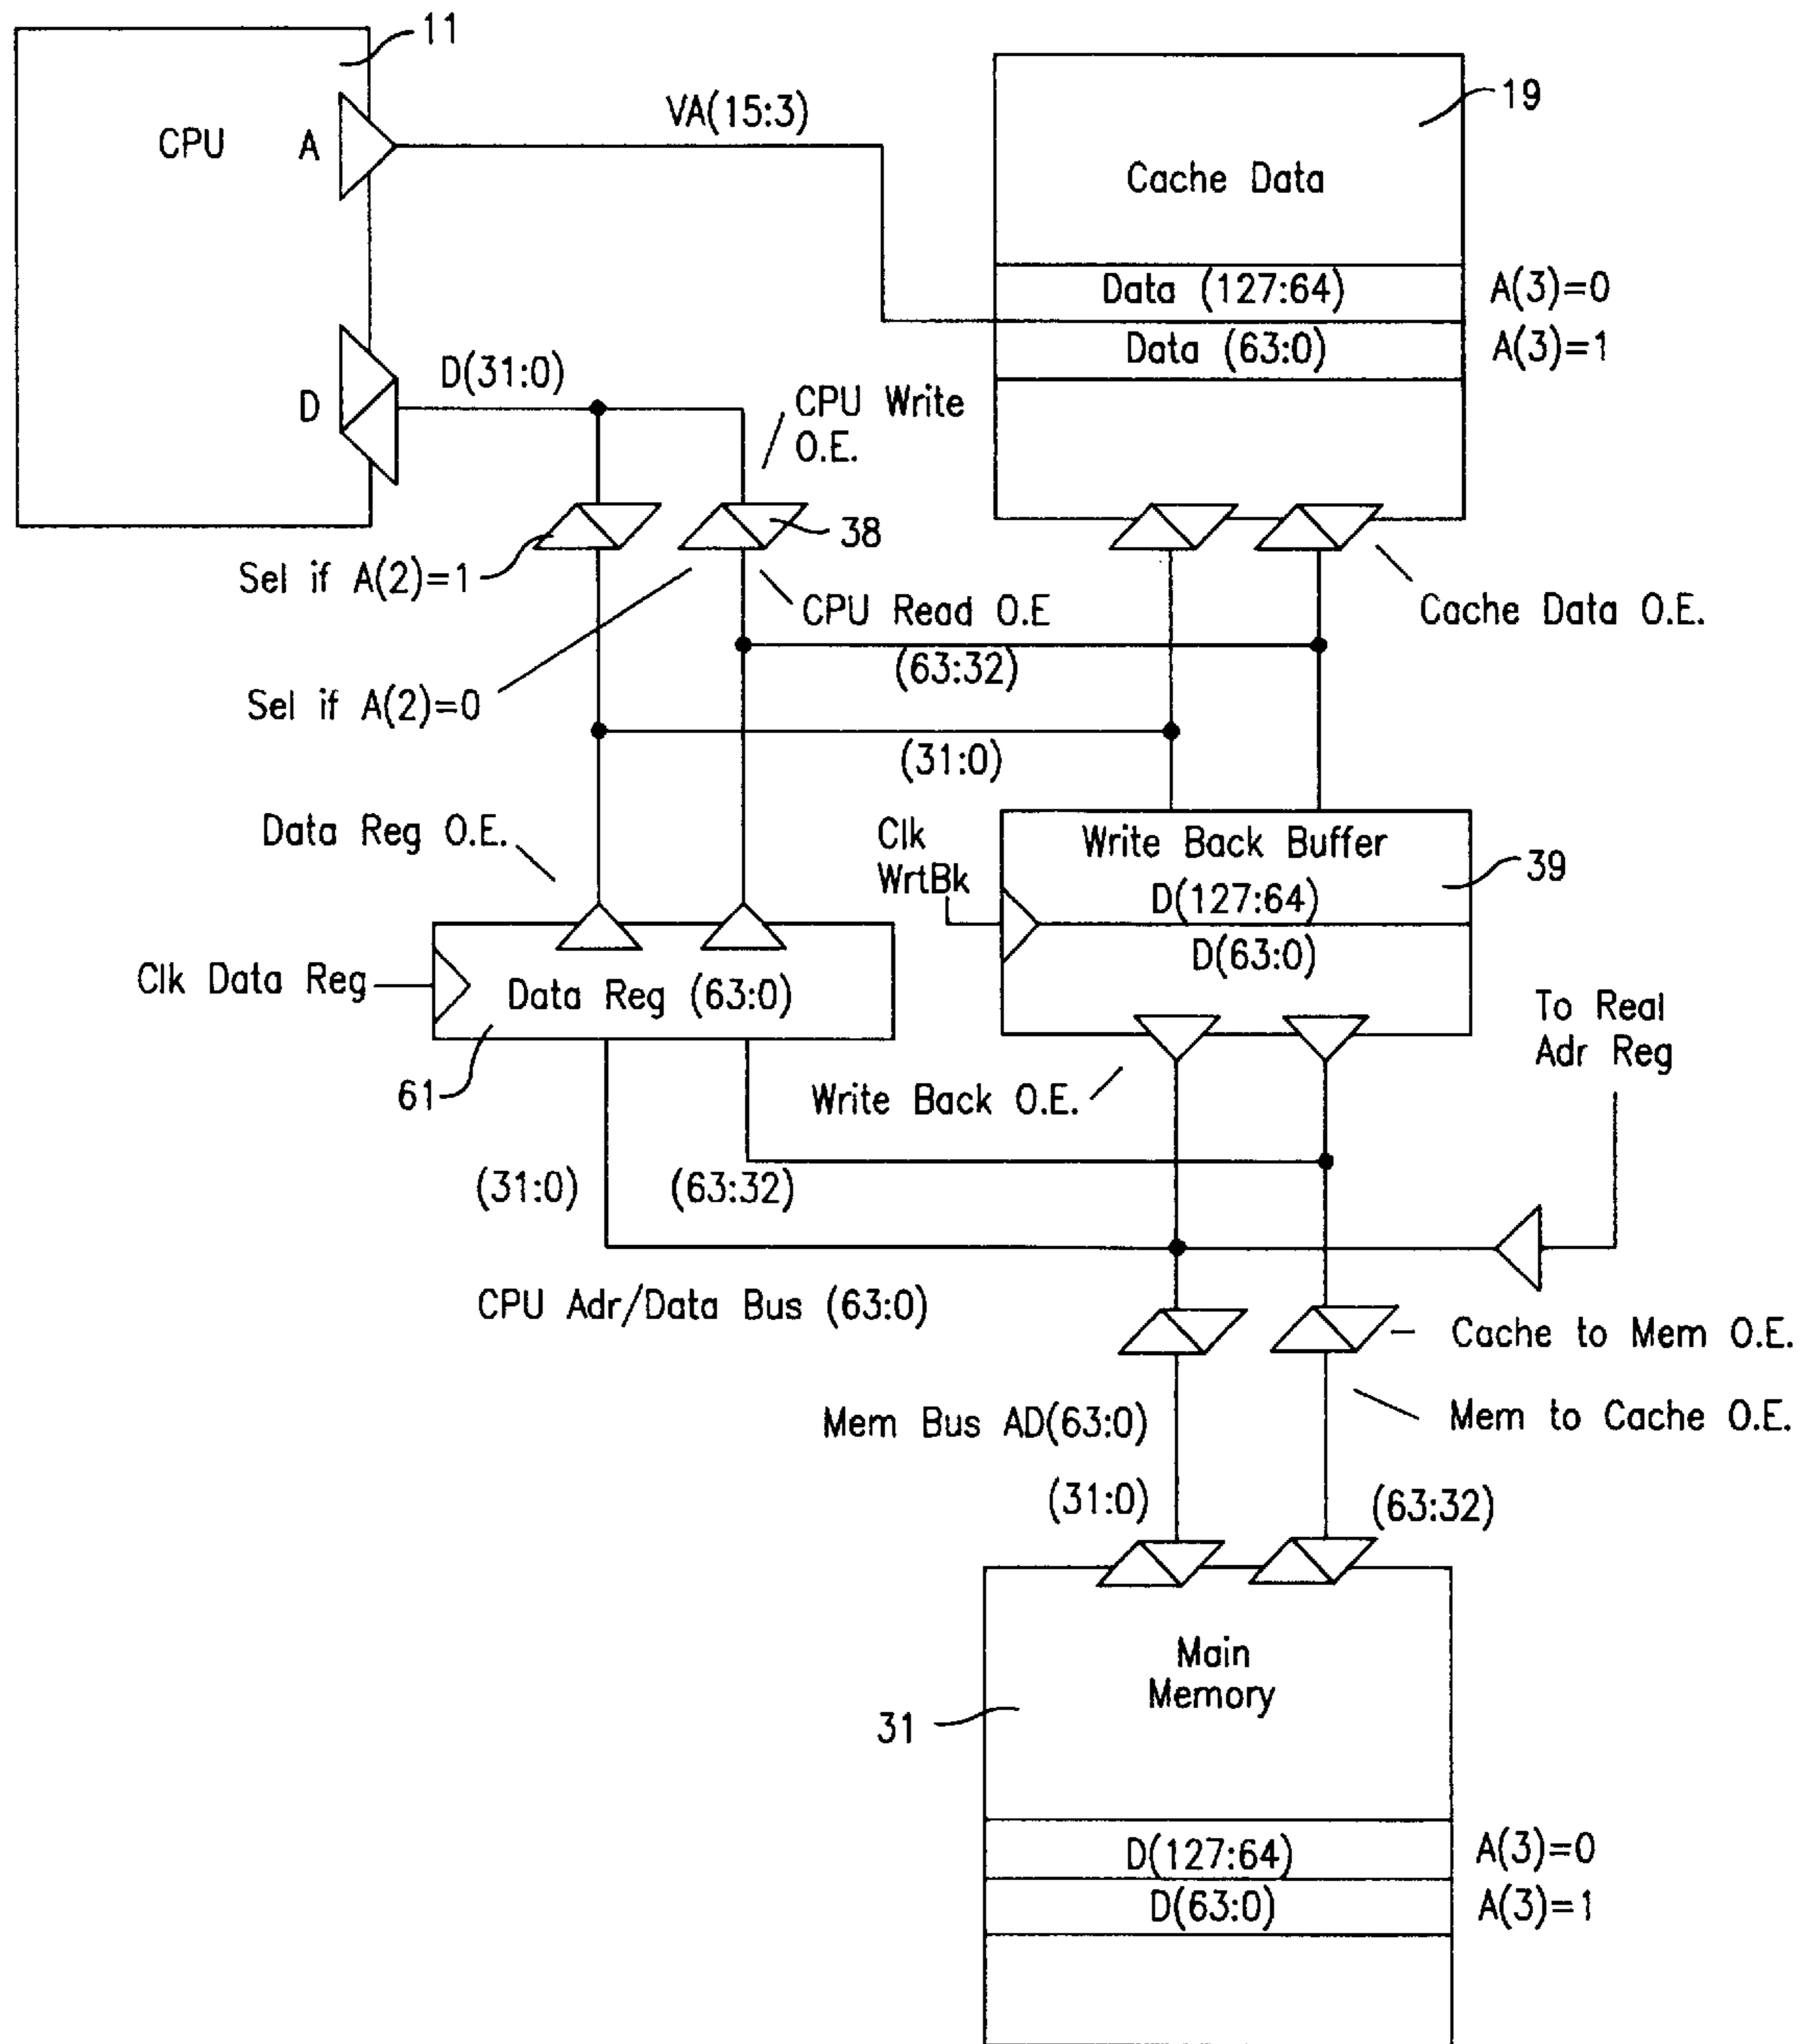 11
19
CPU
A
VA(15:3)
Cache Data
Data (127:64)
A(3)=0
Data (63:0)
A(3)=1
D
D(31:0)
CPU Write
O.E.
38
Sel if A(2)=1
CPU Read O.E
Cache Data O.E.
(63:32)
Sel if A(2)=0
(31:0)
Data Reg O.E.
Clk
WrtBk
Write Back Buffer
39
D(127:64)
D(63:0)
Clk Data Reg
Data Reg (63:0)
To Real
Adr Reg
61
Write Back O.E.
(31:0)
(63:32)
CPU Adr/Data Bus (63:0)
Cache to Mem O.E.
Mem Bus AD(63:0)
Mem to Cache O.E.
(31:0)
(63:32)
Main
Memory
31
D(127:64)
A(3)=0
D(63:0)
A(3)=1